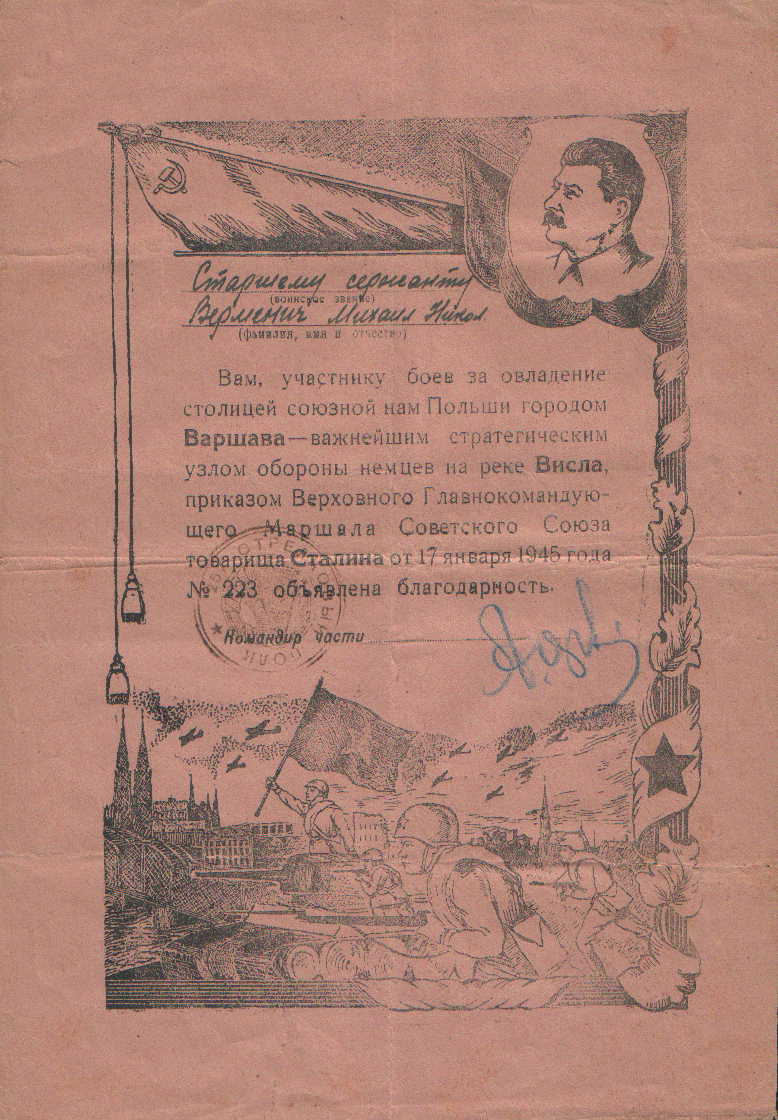 Старшему сержанту
(воинское звание)
Верменич Михаил Никол
(фамилия, имя и отчество)
Вам, участнику боев за овладение
столицей союзной нам Польши городом
Варшава—важнейшим стратегическим
узлом обороны немцев на реке Висла,
приказом Верховного Главнокомандую-
щего Маршала Советского Союза
товарища Сталина от 17 января 1945 года
№ 223 объявлена благодарность.
Командир части
ПОЛК